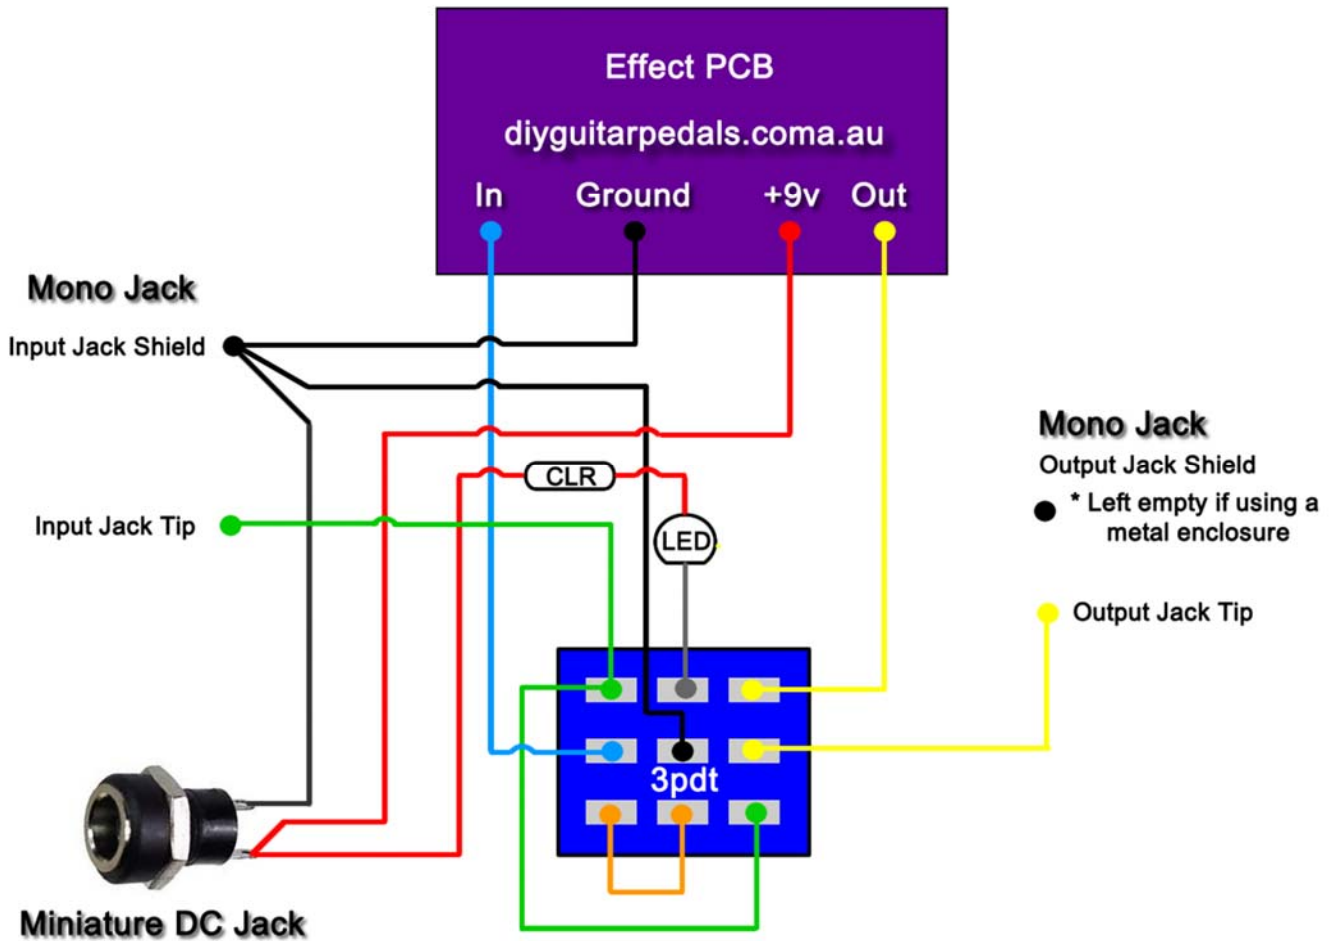 Effect PCB
diyguitarpedals.coma.au
In Ground +9v Out
Mono Jack
Input Jack Shield
Mono Jack
Output Jack Shield
* Left empty if using a
metal enclosure
CLR
Input Jack Tip
LED
Output Jack Tip
3pdt
Miniature DC Jack